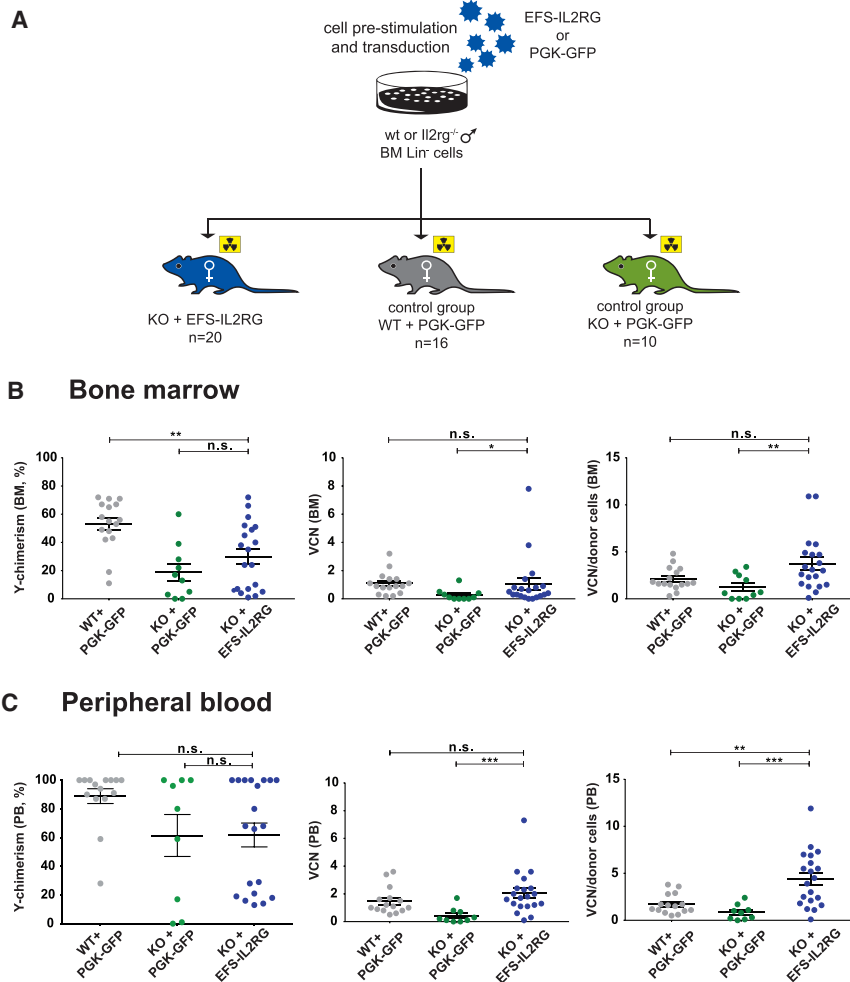 A
cell pre-stimulation
and transduction
EFS-IL2RG
or
PGK-GFP
wt or Il2rg-/- ♂
BM Lin- cells
KO + EFS-IL2RG
n=20
control group
WT + PGK-GFP
n=16
control group
KO + PGK-GFP
n=10
B Bone marrow
Y-chimerism (BM, %)
100
80
60
40
20
0
**
n.s.
WT+
PGK-GFP
KO +
PGK-GFP
KO +
EFS-IL2RG
VCN (BM)
10
8
6
4
2
0
n.s.
*
WT+
PGK-GFP
KO +
PGK-GFP
KO +
EFS-IL2RG
VCN/donor cells (BM)
15
10
5
0
n.s.
**
WT+
PGK-GFP
KO +
PGK-GFP
KO +
EFS-IL2RG
C Peripheral blood
Y-chimerism (PB, %)
100
80
60
40
20
0
n.s.
n.s.
WT+
PGK-GFP
KO +
PGK-GFP
KO +
EFS-IL2RG
VCN (PB)
10
8
6
4
2
0
n.s.
***
WT+
PGK-GFP
KO +
PGK-GFP
KO +
EFS-IL2RG
VCN/donor cells (PB)
15
10
5
0
**
***
WT+
PGK-GFP
KO +
PGK-GFP
KO +
EFS-IL2RG